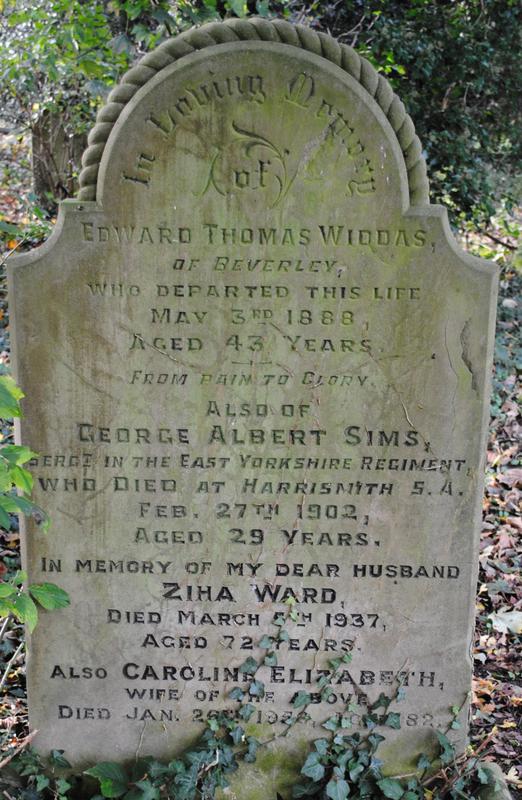 In Loving Memory
of
EDWARD THOMAS WIDDAS,
OF BEVERLEY,
WHO DEPARTED THIS LIFE
MAY 3RD 1888,
AGED 43 YEARS.
FROM PAIN TO GLORY.
ALSO OF
GEORGE ALBERT SIMS,
SERGT IN THE EAST YORKSHIRE REGIMENT,
WHO DIED AT HARRISMITH S.A.
FEB. 27TH 1902,
AGED 29 YEARS.
IN MEMORY OF MY DEAR HUSBAND
ZIHA WARD,
DIED MARCH 5TH 1937,
AGED 72 YEARS.
ALSO CAROLINE ELIZABETH,
WIFE OF THE ABOVE,
DIED JAN. 82.